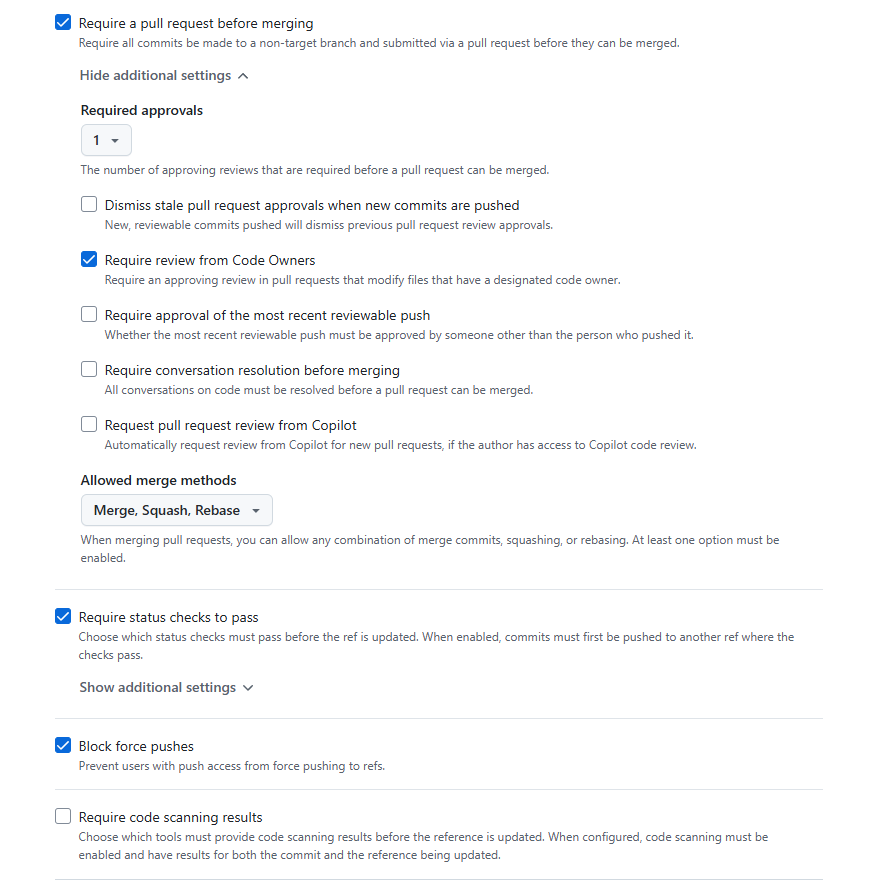 Require a pull request before merging
Require all commits be made to a non-target branch and submitted via a pull request before they can be merged.
Hide additional settings
Required approvals
1
The number of approving reviews that are required before a pull request can be merged.
Dismiss stale pull request approvals when new commits are pushed
New, reviewable commits pushed will dismiss previous pull request review approvals.
Require review from Code Owners
Require an approving review in pull requests that modify files that have a designated code owner.
Require approval of the most recent reviewable push
Whether the most recent reviewable push must be approved by someone other than the person who pushed it.
Require conversation resolution before merging
All conversations on code must be resolved before a pull request can be merged.
Request pull request review from Copilot
Automatically request review from Copilot for new pull requests, if the author has access to Copilot code review.
Allowed merge methods
Merge, Squash, Rebase
When merging pull requests, you can allow any combination of merge commits, squashing, or rebasing. At least one option must be
enabled.
Require status checks to pass
Choose which status checks must pass before the ref is updated. When enabled, commits must first be pushed to another ref where the
checks pass.
Show additional settings
Block force pushes
Prevent users with push access from force pushing to refs.
Require code scanning results
Choose which tools must provide code scanning results before the reference is updated. When configured, code scanning must be
enabled and have results for both the commit and the reference being updated.